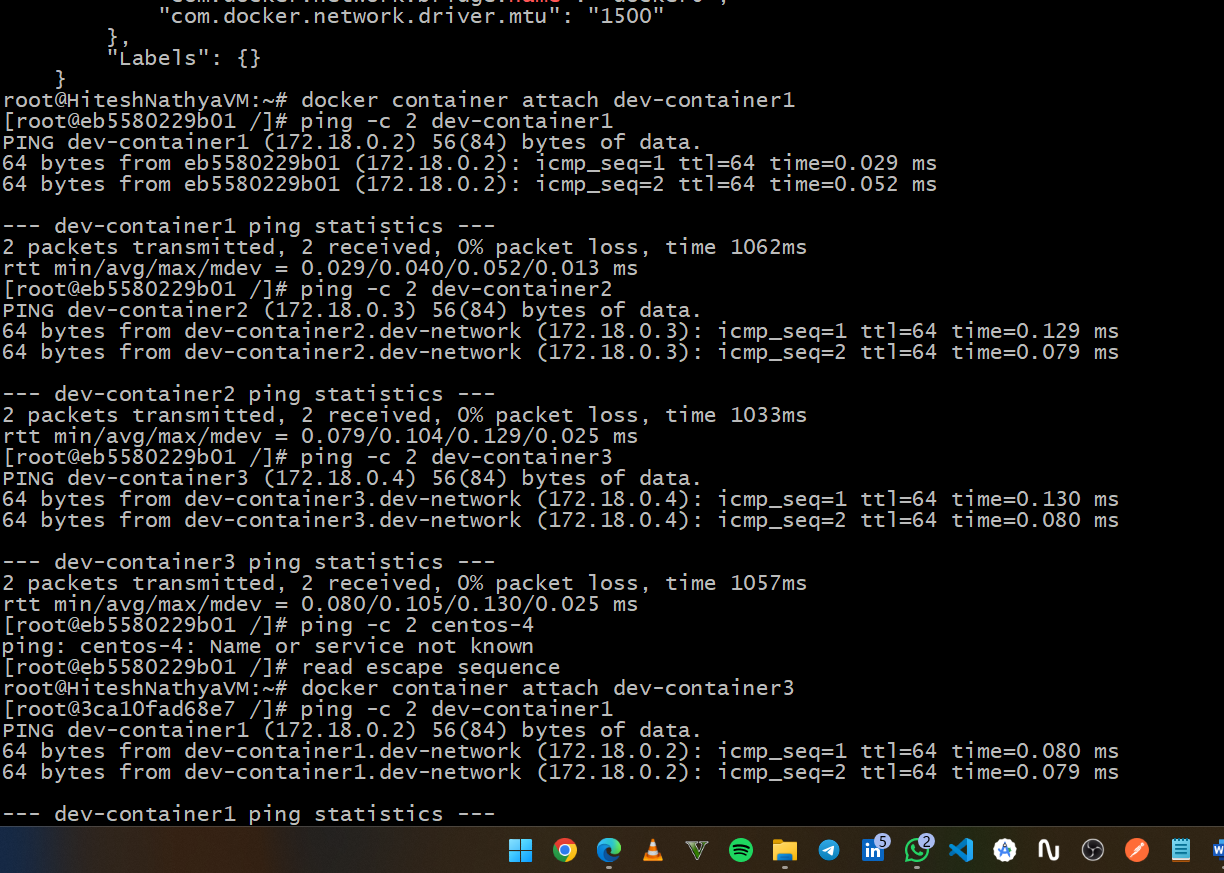 "com.docker.network.driver.mtu": "1500"
        },
        "Labels": {}
    }
root@HiteshNathyaVM:~# docker container attach dev-container1
[root@eb5580229b01 /]# ping -c 2 dev-container1
PING dev-container1 (172.18.0.2) 56(84) bytes of data.
64 bytes from eb5580229b01 (172.18.0.2): icmp_seq=1 ttl=64 time=0.029 ms
64 bytes from eb5580229b01 (172.18.0.2): icmp_seq=2 ttl=64 time=0.052 ms

--- dev-container1 ping statistics ---
2 packets transmitted, 2 received, 0% packet loss, time 1062ms
rtt min/avg/max/mdev = 0.029/0.040/0.052/0.013 ms
[root@eb5580229b01 /]# ping -c 2 dev-container2
PING dev-container2 (172.18.0.3) 56(84) bytes of data.
64 bytes from dev-container2.dev-network (172.18.0.3): icmp_seq=1 ttl=64 time=0.129 ms
64 bytes from dev-container2.dev-network (172.18.0.3): icmp_seq=2 ttl=64 time=0.079 ms

--- dev-container2 ping statistics ---
2 packets transmitted, 2 received, 0% packet loss, time 1033ms
rtt min/avg/max/mdev = 0.079/0.104/0.129/0.025 ms
[root@eb5580229b01 /]# ping -c 2 dev-container3
PING dev-container3 (172.18.0.4) 56(84) bytes of data.
64 bytes from dev-container3.dev-network (172.18.0.4): icmp_seq=1 ttl=64 time=0.130 ms
64 bytes from dev-container3.dev-network (172.18.0.4): icmp_seq=2 ttl=64 time=0.080 ms

--- dev-container3 ping statistics ---
2 packets transmitted, 2 received, 0% packet loss, time 1057ms
rtt min/avg/max/mdev = 0.080/0.105/0.130/0.025 ms
[root@eb5580229b01 /]# ping -c 2 centos-4
ping: centos-4: Name or service not known
[root@eb5580229b01 /]# read escape sequence
root@HiteshNathyaVM:~# docker container attach dev-container3
[root@3ca10fad68e7 /]# ping -c 2 dev-container1
PING dev-container1 (172.18.0.2) 56(84) bytes of data.
64 bytes from dev-container1.dev-network (172.18.0.2): icmp_seq=1 ttl=64 time=0.080 ms
64 bytes from dev-container1.dev-network (172.18.0.2): icmp_seq=2 ttl=64 time=0.079 ms

--- dev-container1 ping statistics ---
5
2